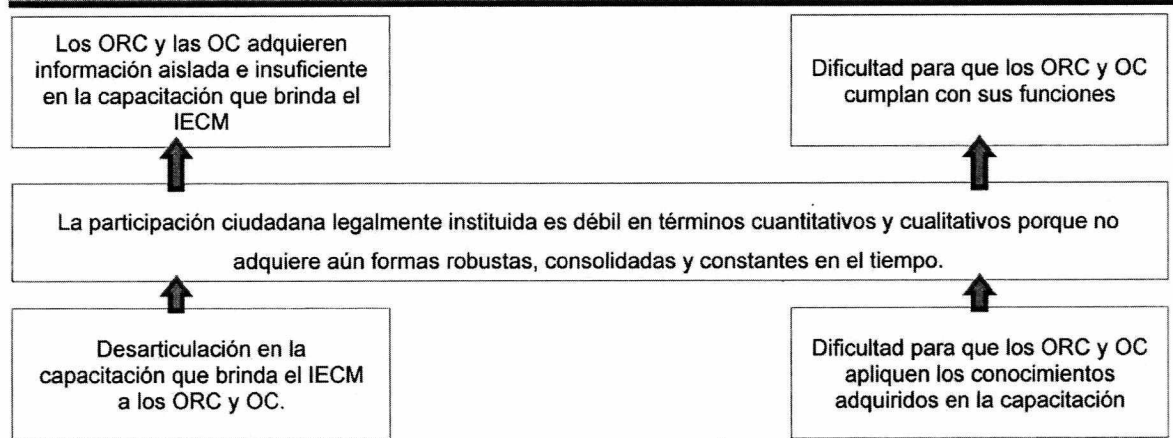 Los ORC y las OC adquieren
información aislada e insuficiente
en la capacitación que brinda el
IECM
Dificultad para que los ORC y OC
cumplan con sus funciones
La participación ciudadana legalmente instituida es débil en términos cuantitativos y cualitativos porque no
adquiere aún formas robustas, consolidadas y constantes en el tiempo.
Desarticulación en la
capacitación que brinda el IECM
a los ORC y OC.
Dificultad para que los ORC y OC
apliquen los conocimientos
adquiridos en la capacitación